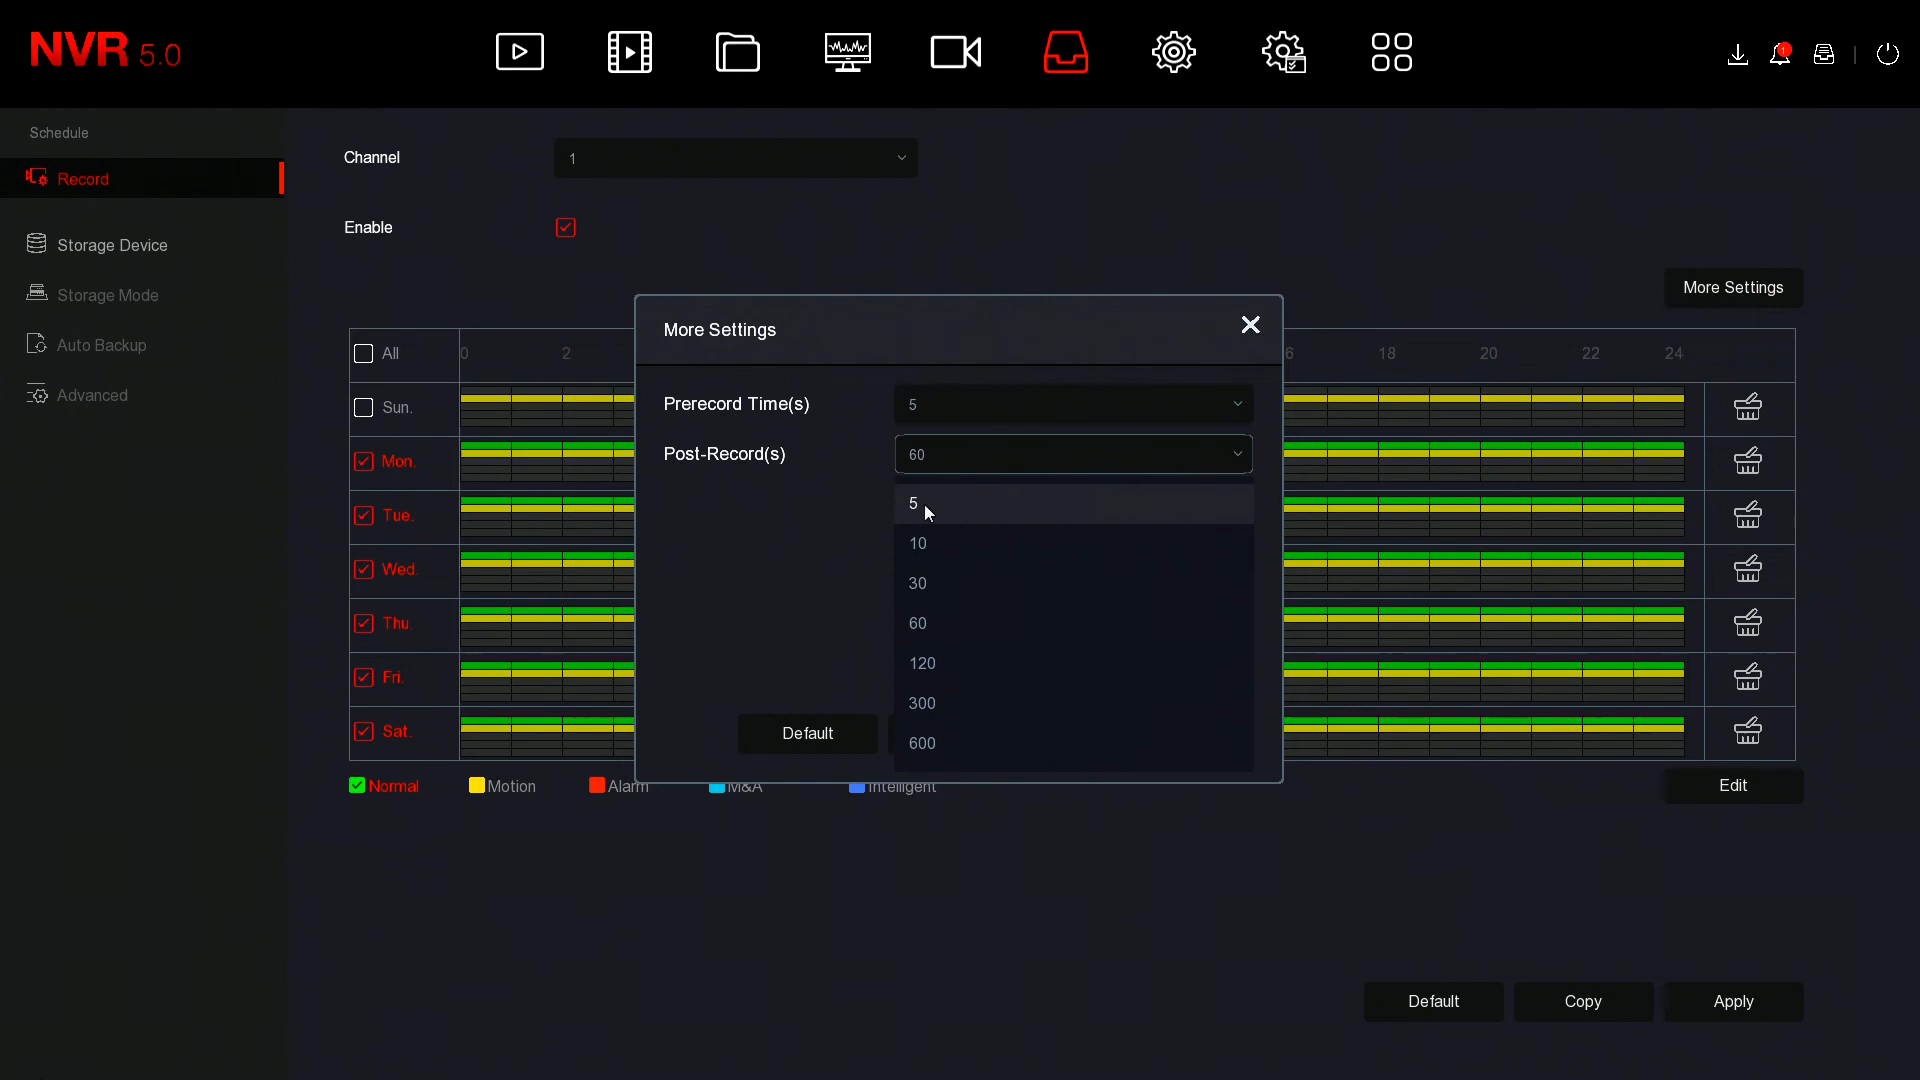 NVR 5.0
1
Schedule
Record
Storage Device
Storage Mode
Auto Backup
Advanced
Channel
1
Enable
More Settings
All
0
2
6
18
20
22
24
Sun.
Mon.
Tue.
Wed.
Thu.
Fri.
Sat.
More Settings
Prerecord Time(s)
5
Post-Record(s)
60
5
10
30
60
120
300
600
Default
Normal
Motion
Alarm
M&A
Intelligent
Edit
Default
Copy
Apply